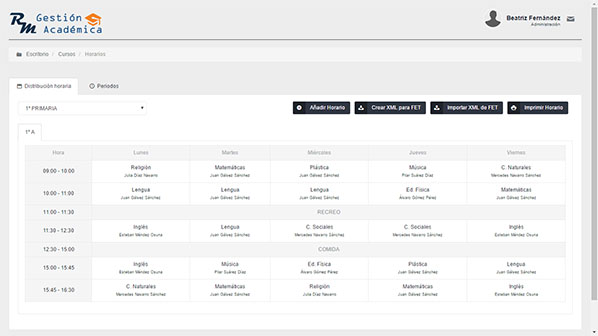 RM Gestión
Académica
Beatriz Fernández
Administración
Escritorio / Cursos / Horarios
Distribución horaria Periodos
1º PRIMARIA
Añadir Horario Crear XML para FET Importar XML de FET Imprimir Horario
1º A
Hora Lunes Martes Miércoles Jueves Viernes
09:00 - 10:00 Religión Matemáticas Plástica Música C. Naturales
Julia Díaz Navarro Juan Gálvez Sánchez Juan Gálvez Sánchez Pilar Suárez Díaz Mercedes Navarro Sánchez
10:00 - 11:00 Lengua Lengua Lengua Ed. Física Matemáticas
Juan Gálvez Sánchez Juan Gálvez Sánchez Juan Gálvez Sánchez Álvaro Gómez Pérez Juan Gálvez Sánchez
11:00 - 11:30 RECREO
11:30 - 12:30 Inglés Lengua C. Sociales C. Sociales Inglés
Esteban Méndez Osuna Juan Gálvez Sánchez Mercedes Navarro Sánchez Mercedes Navarro Sánchez Esteban Méndez Osuna
12:30 - 15:00 COMIDA
15:00 - 15:45 Inglés Música Ed. Física Plástica Lengua
Esteban Méndez Osuna Pilar Suárez Díaz Álvaro Gómez Pérez Juan Gálvez Sánchez Juan Gálvez Sánchez
15:45 - 16:30 C. Naturales Matemáticas Religión Matemáticas Inglés
Mercedes Navarro Sánchez Juan Gálvez Sánchez Julia Díaz Navarro Juan Gálvez Sánchez Esteban Méndez Osuna